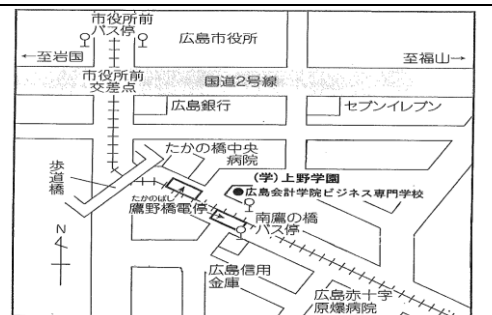 市役所前
バス停
広島市役所
←至岩国
至福山→
市役所前
交差点
国道2号線
広島銀行
セブンイレブン
たかの橋中央
病院
歩道橋
(学)上野学園
●広島会計学院ビジネス専門学校
たかのばし
鷹野橋電停
南鷹の橋
バス停
N
広島信用
金庫
広島赤十字
原爆病院